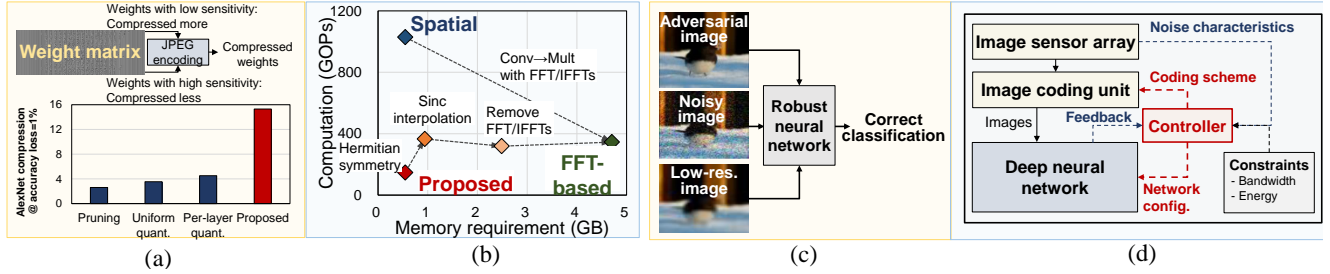 Weights with low sensitivity:
Compressed more
Weight matrix
JPEG
encoding
Compressed
weights
Weights with high sensitivity:
Compressed less
AlexNet compression
@ accuracy loss=1%
16
12
8
4
0
Pruning
Uniform
quant.
Per-layer
quant.
Proposed
(a)
Computation (GOPs)
1200
900
600
400
0
Spatial
Conv→Mult
with FFT/IFFTs
Sinc
interpolation
Remove
FFT/IFFTs
Hermitian
symmetry
Proposed
FFT-
based
0 1 2 3 4 5
Memory requirement (GB)
(b)
Adversarial
image
Noisy
image
Low-res.
image
Robust
neural
network
Correct
classification
(c)
Image sensor array
Noise characteristics
Image coding unit
Coding scheme
Images
Feedback
Controller
Deep neural
network
Network
config.
Constraints
- Bandwidth
- Energy
(d)